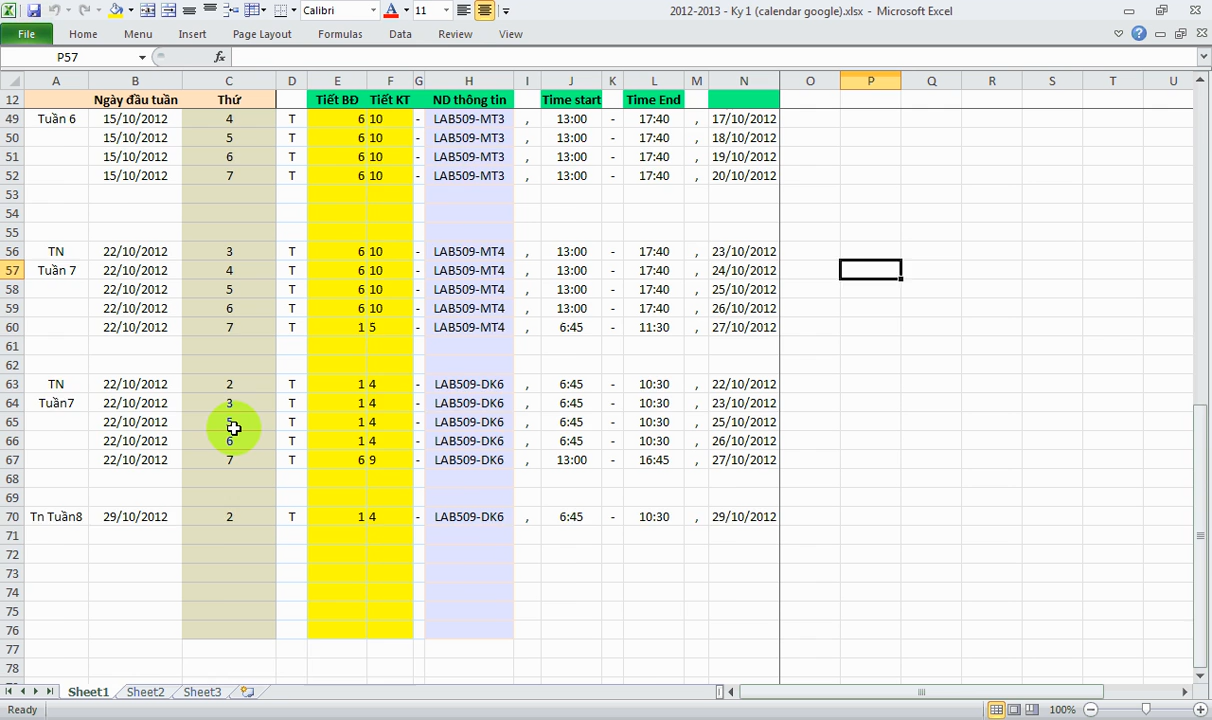 Calibri 11 A 2012-2013 - Ky 1 (calendar google).xlsx - Microsoft Excel
File Home Menu Insert Page Layout Formulas Data Review View
P57 fx
A B C D E F G H I J K L M N O P Q R S T U
12 Ngày đầu tuần Thứ Tiết BĐ Tiết KT ND thông tin Time start Time End
49 Tuần 6 15/10/2012 4 T 6 10 - LAB509-MT3 , 13:00 - 17:40 , 17/10/2012
50 15/10/2012 5 T 6 10 - LAB509-MT3 , 13:00 - 17:40 , 18/10/2012
51 15/10/2012 6 T 6 10 - LAB509-MT3 , 13:00 - 17:40 , 19/10/2012
52 15/10/2012 7 T 6 10 - LAB509-MT3 , 13:00 - 17:40 , 20/10/2012
53
54
55
56 TN 22/10/2012 3 T 6 10 - LAB509-MT4 , 13:00 - 17:40 , 23/10/2012
57 Tuần 7 22/10/2012 4 T 6 10 - LAB509-MT4 , 13:00 - 17:40 , 24/10/2012
58 22/10/2012 5 T 6 10 - LAB509-MT4 , 13:00 - 17:40 , 25/10/2012
59 22/10/2012 6 T 6 10 - LAB509-MT4 , 13:00 - 17:40 , 26/10/2012
60 22/10/2012 7 T 1 5 - LAB509-MT4 , 6:45 - 11:30 , 27/10/2012
61
62
63 TN 22/10/2012 2 T 1 4 - LAB509-DK6 , 6:45 - 10:30 , 22/10/2012
64 Tuần7 22/10/2012 3 T 1 4 - LAB509-DK6 , 6:45 - 10:30 , 23/10/2012
65 22/10/2012 5 T 1 4 - LAB509-DK6 , 6:45 - 10:30 , 25/10/2012
66 22/10/2012 6 T 1 4 - LAB509-DK6 , 6:45 - 10:30 , 26/10/2012
67 22/10/2012 7 T 6 9 - LAB509-DK6 , 13:00 - 16:45 , 27/10/2012
68
69
70 Tn Tuần8 29/10/2012 2 T 1 4 - LAB509-DK6 , 6:45 - 10:30 , 29/10/2012
71
72
73
74
75
76
77
78
Sheet1 Sheet2 Sheet3
Ready 100%